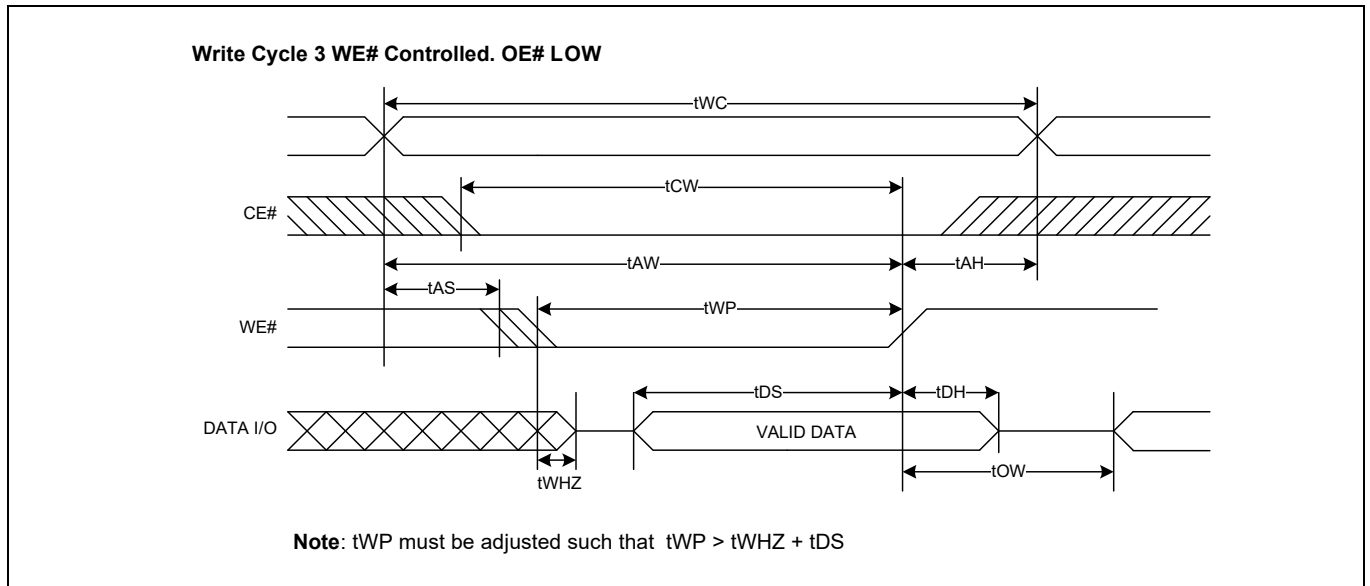 Write Cycle 3 WE# Controlled. OE# LOW
tWC
tCW
CE#
tAW
tAH
tAS
tWP
WE#
tDS
tDH
DATA I/O
VALID DATA
tOW
tWHZ
Note: tWP must be adjusted such that tWP > tWHZ + tDS